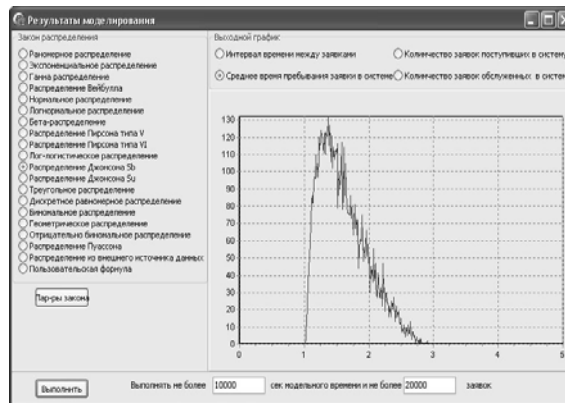 Результаты моделирования
Закон распределения
Равномерное распределение
Экспоненциальное распределение
Гамма распределение
Распределение Вейбулла
Нормальное распределение
Логнормальное распределение
Бета-распределение
Распределение Пирсона типа V
Распределение Пирсона типа VI
Лог-логистическое распределение
Распределение Джонсона Sb
Распределение Джонсона Su
Треугольное распределение
Дискретное равномерное распределение
Биномиальное распределение
Геометрическое распределение
Отрицательно биномиальное распределение
Распределение Пуассона
Распределение из внешнего источника данных
Пользовательская формула
Пар-ры закона
Выходной график:
Интервал времени между заявками
Количество заявок поступивших в систему
Среднее время пребывания заявки в системе
Количество заявок обслуженных в систем
130
120
110
100
90
80
70
60
50
40
30
20
10
0
0 1 2 3 4 5
Выполнить
Выполнять не более 10000 сек модельного времени и не более 20000 заявок